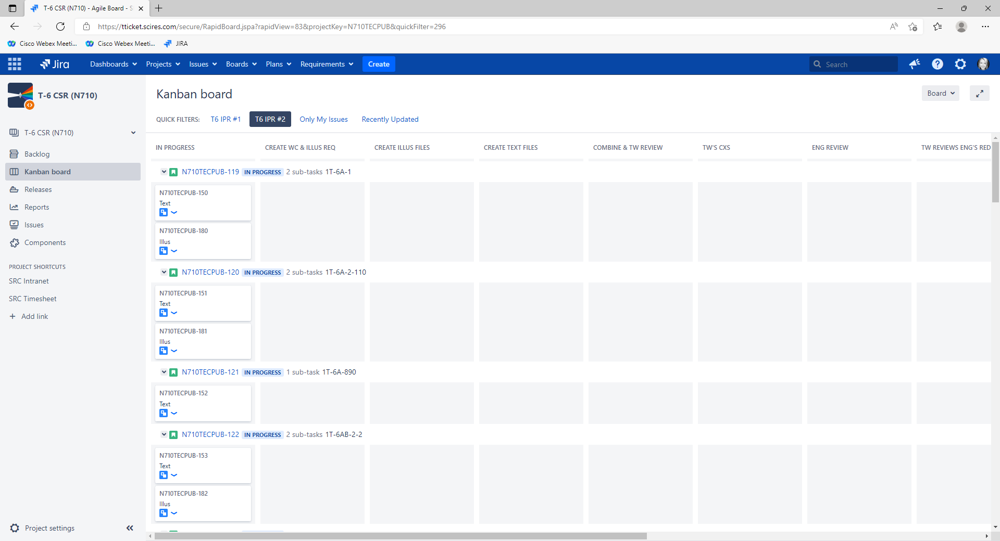 T-6 CSR (N710) - Agile Board - S
https://tticket.scires.com/secure/RapidBoard.jspa?rapidView=83&projectKey=N710TECPUB&quickFilter=296
Cisco Webex Meeti... Cisco Webex Meeti... JIRA
Jira Dashboards Projects Issues Boards Plans Requirements Create Search
T-6 CSR (N710)
T-6 CSR (N710)
Backlog
Kanban board
Releases
Reports
Issues
Components
PROJECT SHORTCUTS
SRC Intranet
SRC Timesheet
+ Add link
Project settings
Kanban board
Board
QUICK FILTERS: T6 IPR #1 T6 IPR #2 Only My Issues Recently Updated
IN PROGRESS CREATE WC & ILLUS REQ CREATE ILLUS FILES CREATE TEXT FILES COMBINE & TW REVIEW TW'S CXS ENG REVIEW TW REVIEWS ENG'S RED
N710TECPUB-119 IN PROGRESS 2 sub-tasks 1T-6A-1
N710TECPUB-150
Text
N710TECPUB-180
Illus
N710TECPUB-120 IN PROGRESS 2 sub-tasks 1T-6A-2-110
N710TECPUB-151
Text
N710TECPUB-181
Illus
N710TECPUB-121 IN PROGRESS 1 sub-task 1T-6A-890
N710TECPUB-152
Text
N710TECPUB-122 IN PROGRESS 2 sub-tasks 1T-6AB-2-2
N710TECPUB-153
Text
N710TECPUB-182
Illus